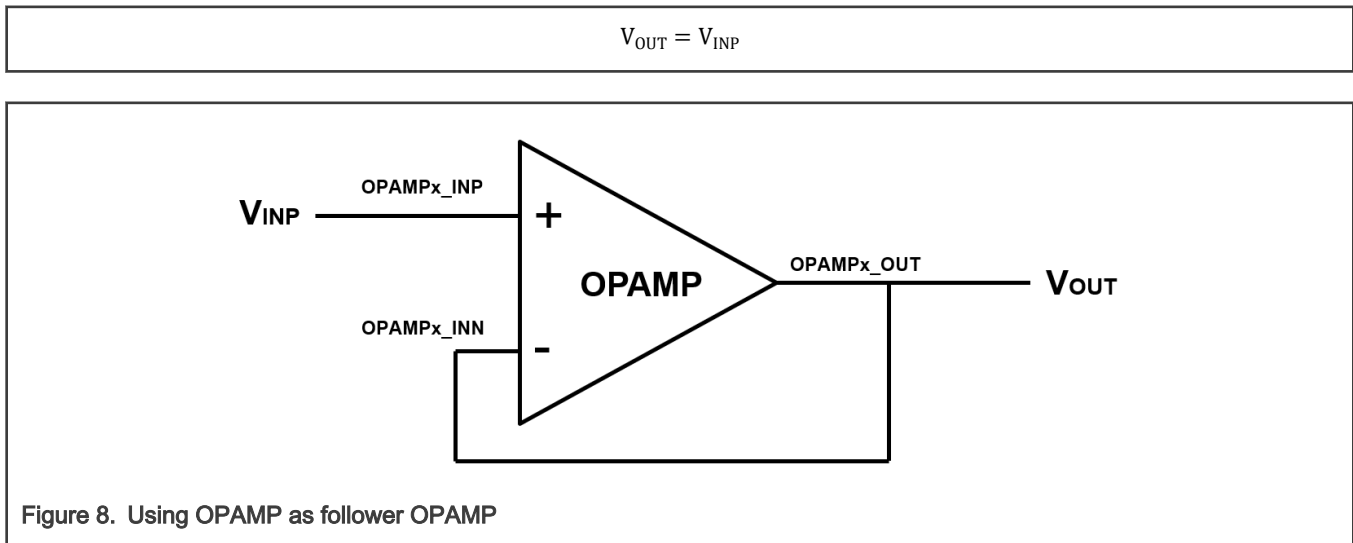 VOUT = VINP
OPAMPx_INP
VINP
+
OPAMP
OPAMPx_OUT
VOUT
OPAMPx_INN
-
Figure 8. Using OPAMP as follower OPAMP